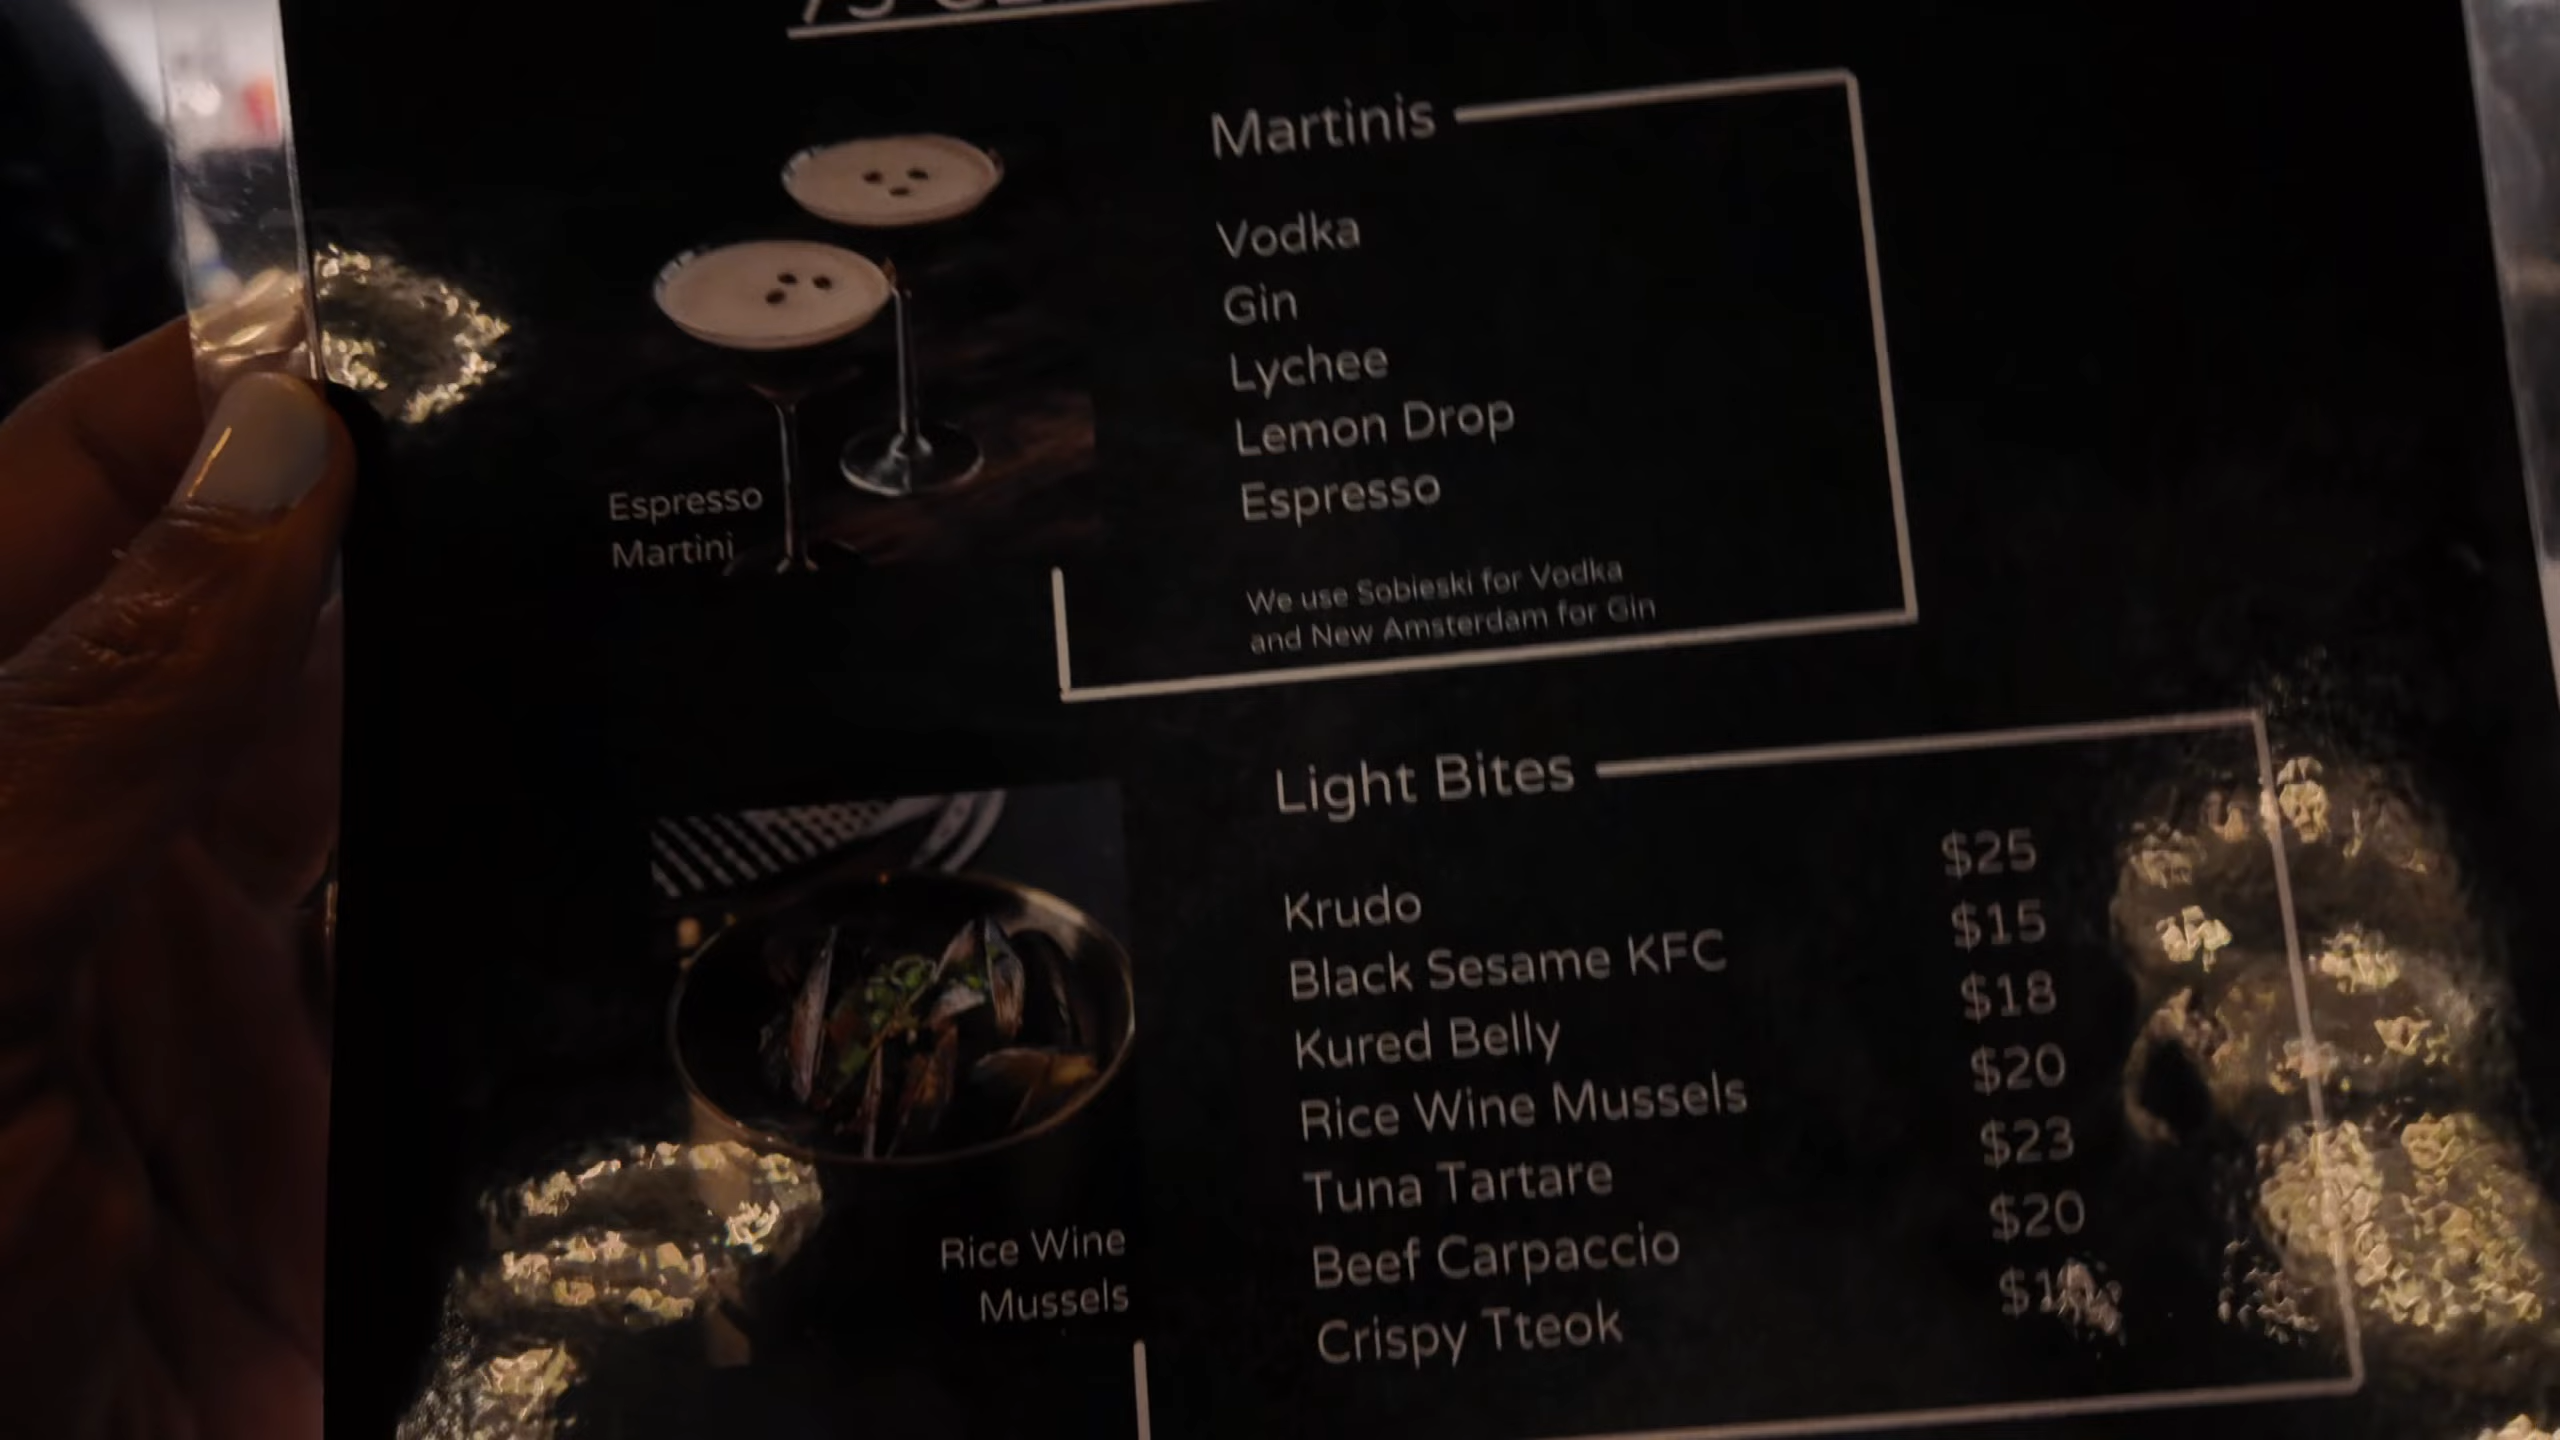 Martinis
Vodka
Gin
Lychee
Lemon Drop
Espresso
Espresso
Martini
We use Sobieski for Vodka
and New Amsterdam for Gin
Light Bites
Krudo $25
Black Sesame KFC $15
Kured Belly $18
Rice Wine Mussels $20
Tuna Tartare $23
Beef Carpaccio $20
Crispy Tteok
Rice Wine
Mussels